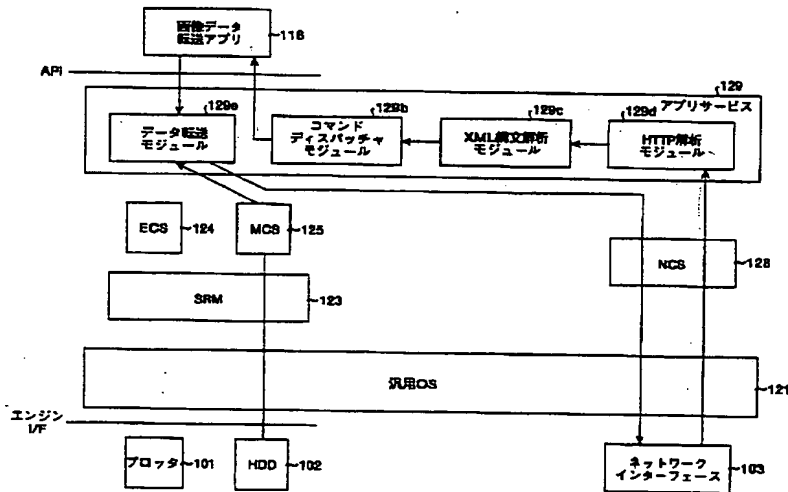 画像データ
転送アプリ
116
API
129
アプリサービス
129e
データ転送
モジュール
129b
コマンド
ディスパッチャ
モジュール
129c
XML構文解析
モジュール
129d
HTTP解析
モジュール
ECS
124
MCS
125
NCS
128
SRM
123
汎用OS
121
エンジン
I/F
プロッタ
101
HDD
102
ネットワーク
インターフェース
103